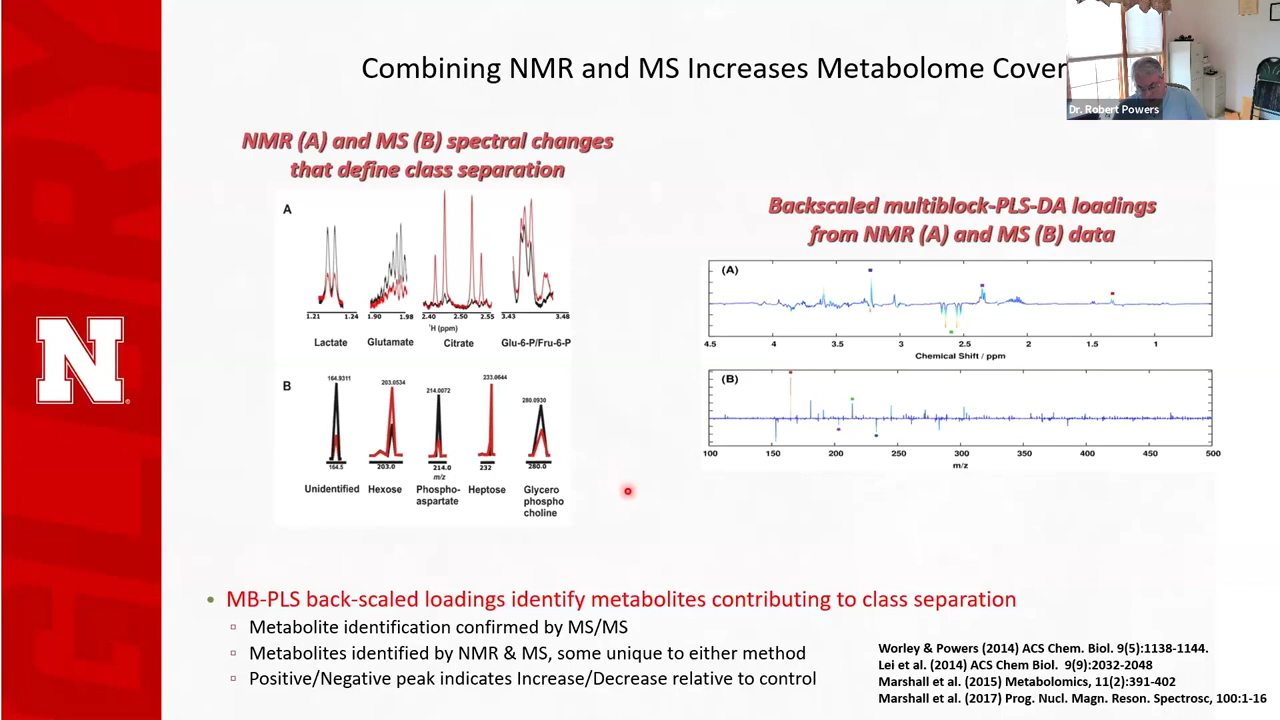 Combining NMR and MS Increases Metabolome Cover
Dr. Robert Powers
NMR (A) and MS (B) spectral changes
that define class separation
A
1.21 1.24 1.90 1.98 2.40 2.50 2.55 3.43 3.48
¹H (ppm)
Lactate Glutamate Citrate Glu-6-P/Fru-6-P
B
164.9311 203.0534 214.0072 233.0644 280.0930
164.5 203.0 214.0 232 280.0
m/z
Unidentified Hexose Phospho- Heptose Glycero
aspartate phospho
choline
Backscaled multiblock-PLS-DA loadings
from NMR (A) and MS (B) data
(A)
4.5 4 3.5 3 2.5 2 1.5 1
Chemical Shift / ppm
(B)
100 150 200 250 300 350 400 450 500
m/z
N
• MB-PLS back-scaled loadings identify metabolites contributing to class separation
▫ Metabolite identification confirmed by MS/MS
▫ Metabolites identified by NMR & MS, some unique to either method
▫ Positive/Negative peak indicates Increase/Decrease relative to control
Worley & Powers (2014) ACS Chem. Biol. 9(5):1138-1144.
Lei et al. (2014) ACS Chem Biol. 9(9):2032-2048
Marshall et al. (2015) Metabolomics, 11(2):391-402
Marshall et al. (2017) Prog. Nucl. Magn. Reson. Spectrosc, 100:1-16